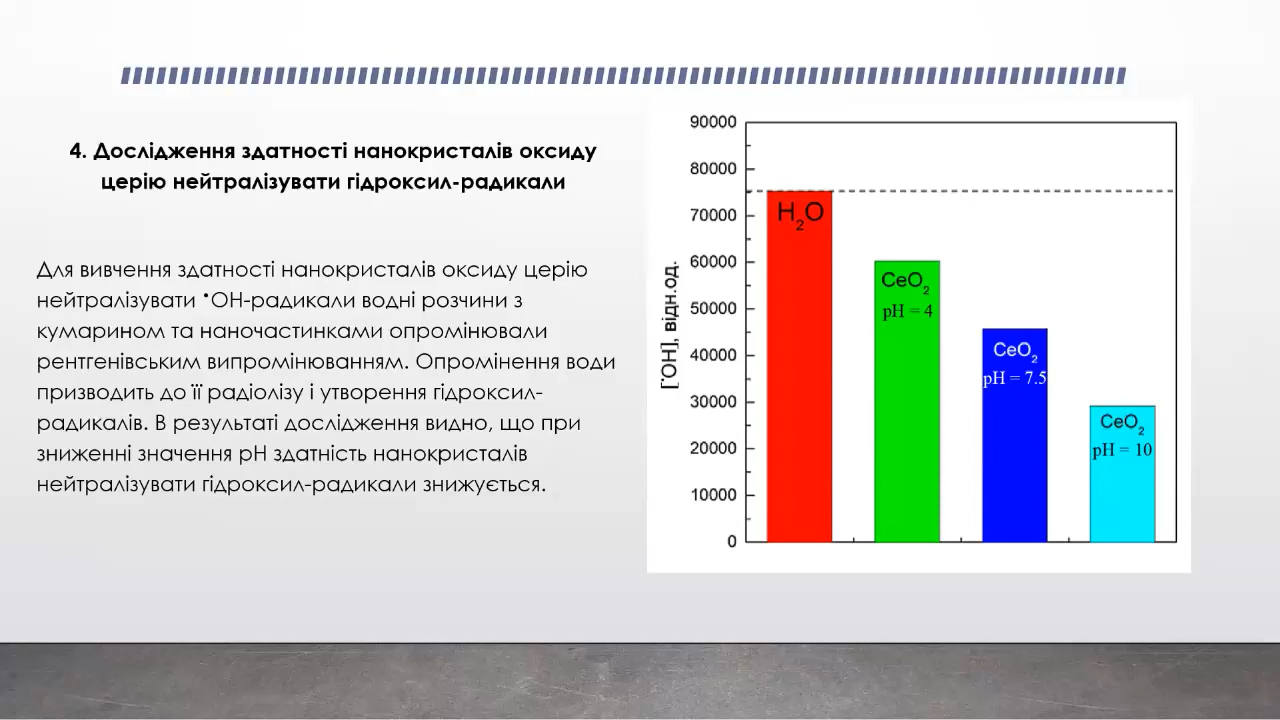 4. Дослідження здатності нанокристалів оксиду
церію нейтралізувати гідроксил-радикали
Для вивчення здатності нанокристалів оксиду церію
нейтралізувати •ОН-радикали водні розчини з
кумарином та наночастинками опромінювали
рентгенівським випромінюванням. Опромінення води
призводить до її радіолізу і утворення гідроксил-
радикалів. В результаті дослідження видно, що при
зниженні значення pH здатність нанокристалів
нейтралізувати гідроксил-радикали знижується.
[˙OH], відн.од.
90000
80000
70000
60000
50000
40000
30000
20000
10000
0
H₂O
CeO₂
pH = 4
CeO₂
pH = 7.5
CeO₂
pH = 10